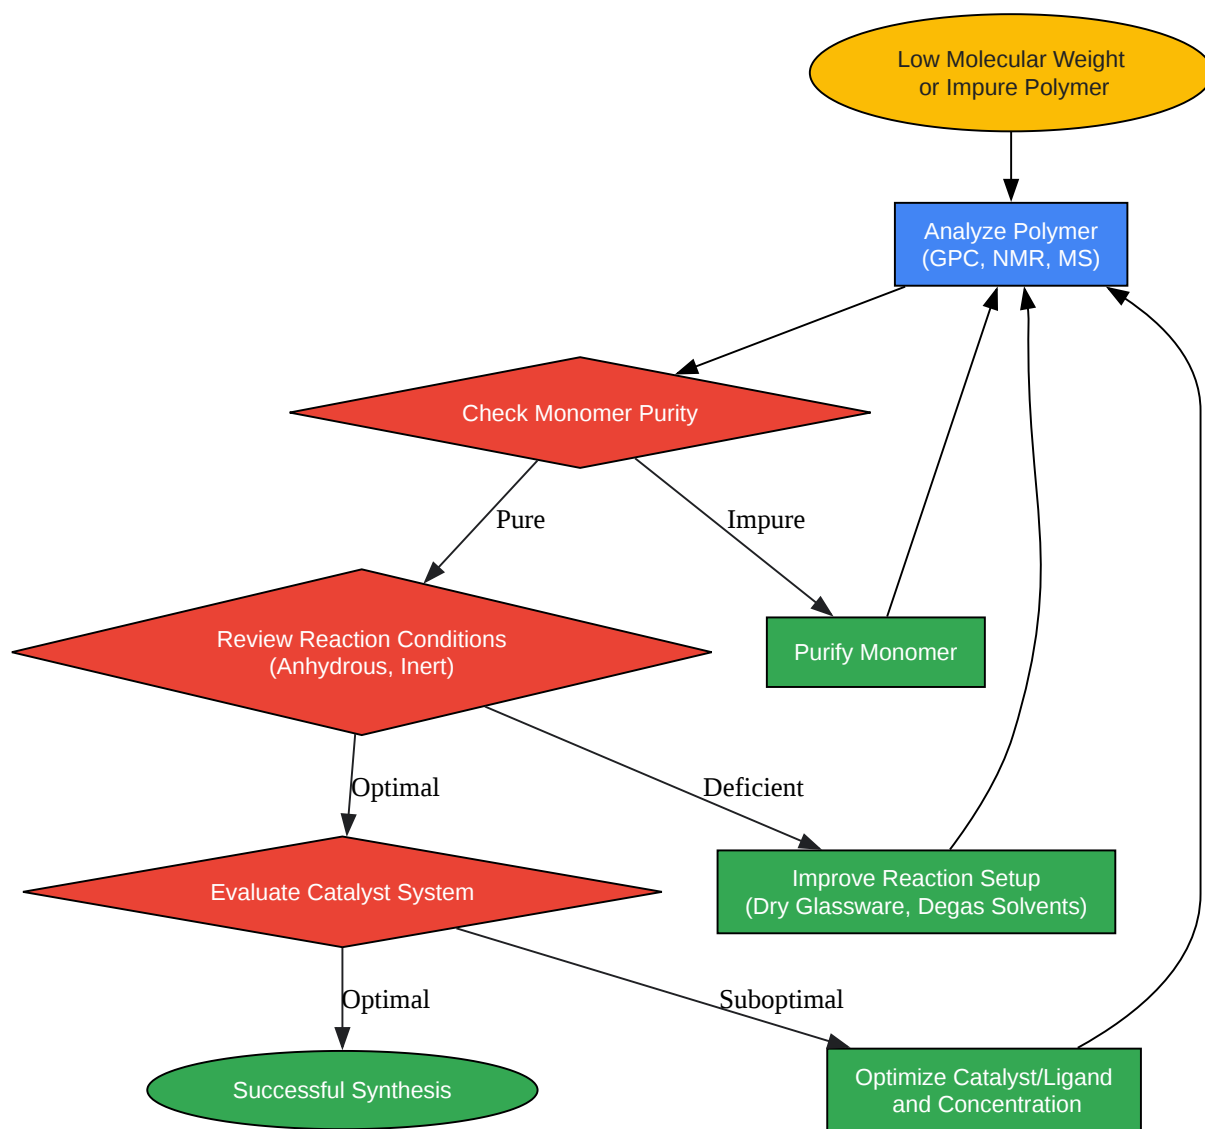 Low Molecular Weight
or Impure Polymer
Analyze Polymer
(GPC, NMR, MS)
Check Monomer Purity
Pure
Impure
Review Reaction Conditions
(Anhydrous, Inert)
Purify Monomer
Optimal
Deficient
Evaluate Catalyst System
Improve Reaction Setup
(Dry Glassware, Degas Solvents)
Optimal
Suboptimal
Successful Synthesis
Optimize Catalyst/Ligand
and Concentration